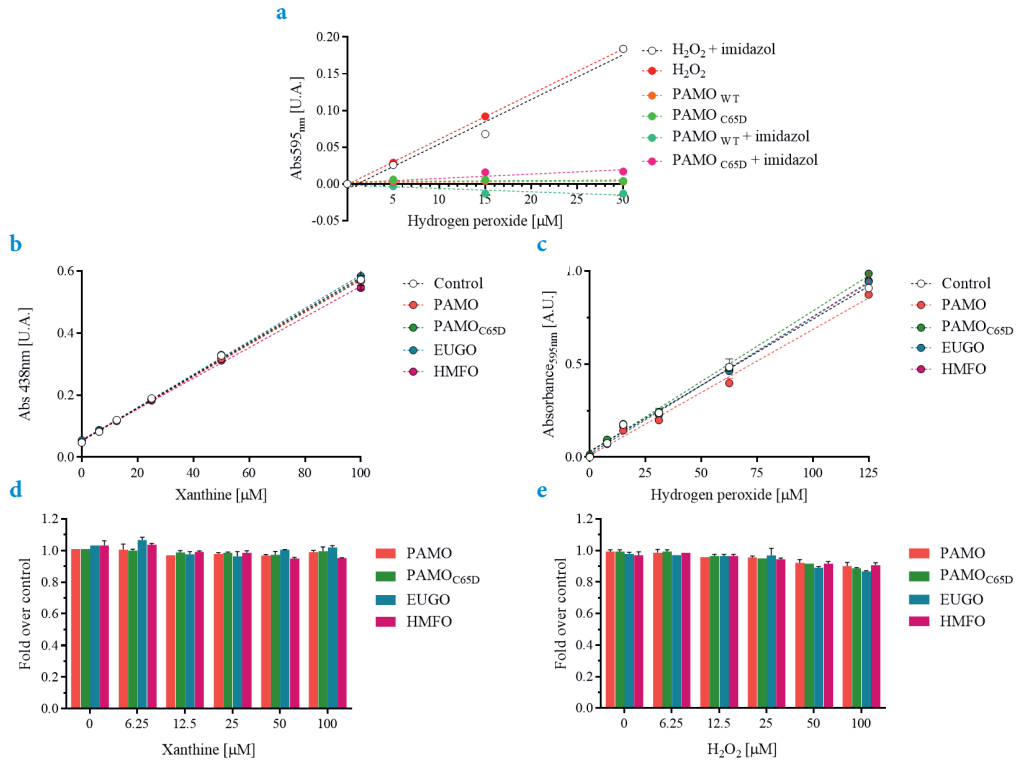 a
Abs595nm [U.A.]
0.20
0.15
0.10
0.05
0.00
-0.05
5 10 15 20 25 30
Hydrogen peroxide [μM]
H2O2 + imidazol
H2O2
PAMO WT
PAMO C65D
PAMO WT + imidazol
PAMO C65D + imidazol
b
Abs 438nm [U.A.]
0.6
0.4
0.2
0.0
0 20 40 60 80 100
Xanthine [μM]
Control
PAMO
PAMOC65D
EUGO
HMFO
c
Absorbance595nm [A.U.]
1.0
0.5
0.0
0 25 50 75 100 125
Hydrogen peroxide [μM]
Control
PAMO
PAMOC65D
EUGO
HMFO
d
Fold over control
1.2
1.0
0.8
0.6
0.4
0.2
0.0
0 6.25 12.5 25 50 100
Xanthine [μM]
PAMO
PAMOC65D
EUGO
HMFO
e
Fold over control
1.2
1.0
0.8
0.6
0.4
0.2
0.0
0 6.25 12.5 25 50 100
H2O2 [μM]
PAMO
PAMOC65D
EUGO
HMFO